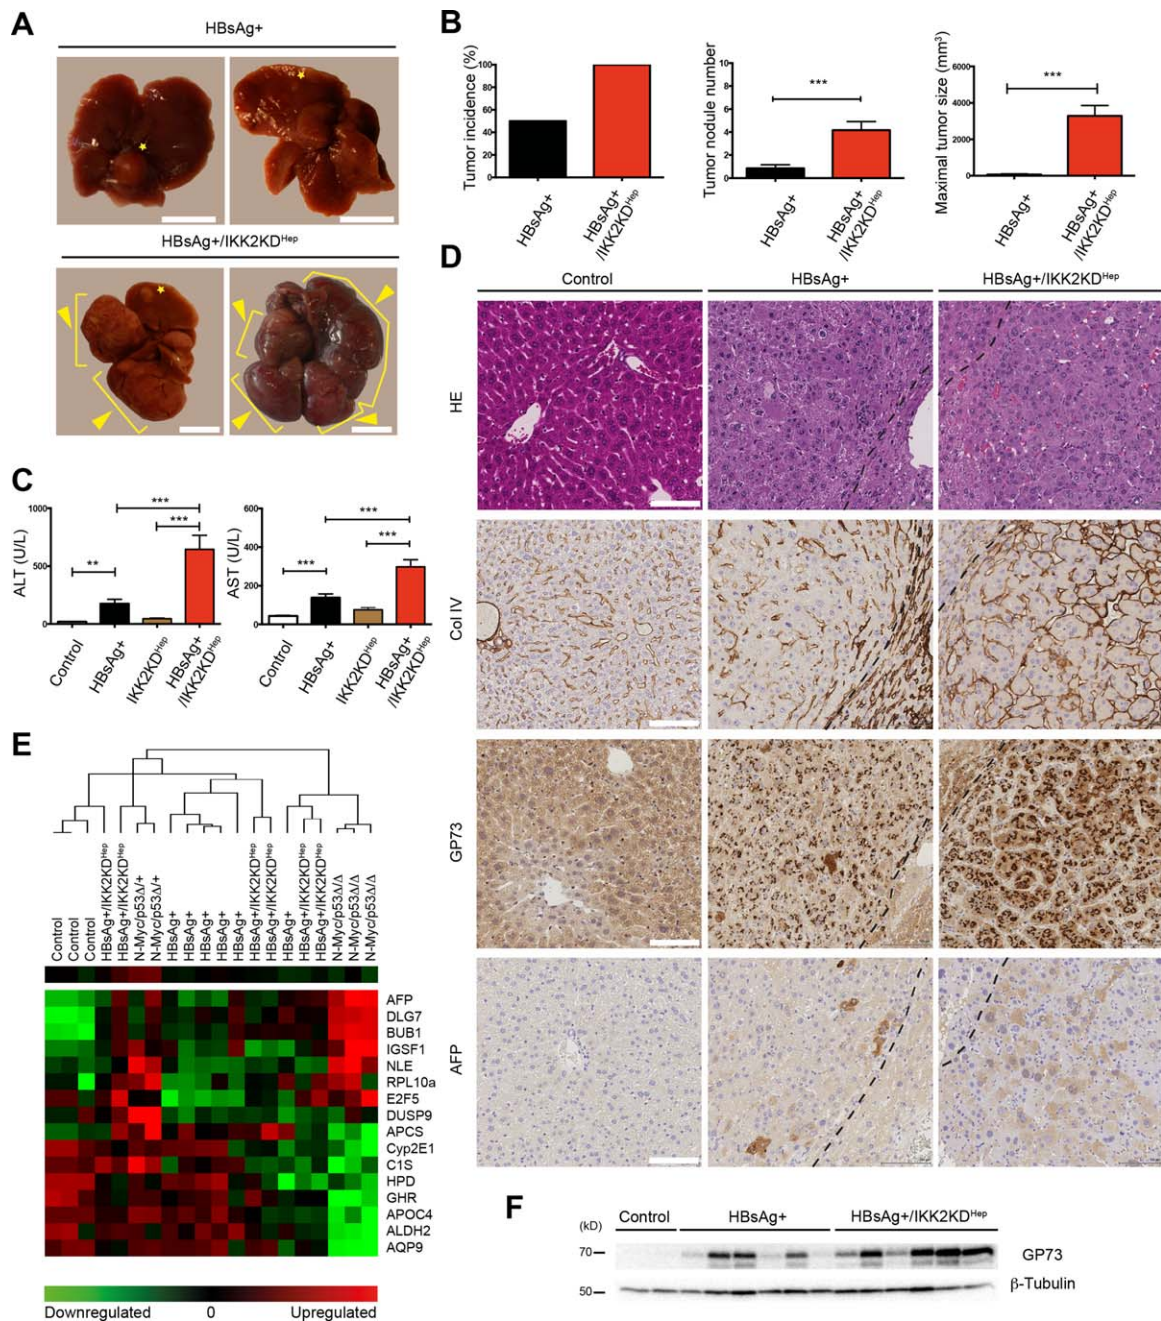 A
HBsAg+
HBsAg+/IKK2KDHep
B
Tumor incidence (%)
100
80
60
40
20
0
HBsAg+
HBsAg+
/IKK2KDHep
Tumor nodule number
10
8
6
4
2
0
***
HBsAg+
HBsAg+
/IKK2KDHep
Maximal tumor size (mm3)
6000
4000
2000
0
***
HBsAg+
HBsAg+
/IKK2KDHep
C
ALT (U/L)
1000
500
0
**
***
***
Control
HBsAg+
IKK2KDHep
HBsAg+
/IKK2KDHep
AST (U/L)
600
400
200
0
***
***
***
Control
HBsAg+
IKK2KDHep
HBsAg+
/IKK2KDHep
D
Control
HBsAg+
HBsAg+/IKK2KDHep
HE
Col IV
GP73
AFP
E
Control
Control
Control
HBsAg+/IKK2KDHep
HBsAg+/IKK2KDHep
N-Myc/p53Δ/+
N-Myc/p53Δ/+
HBsAg+
HBsAg+
HBsAg+
HBsAg+
HBsAg+
HBsAg+/IKK2KDHep
HBsAg+/IKK2KDHep
HBsAg+
HBsAg+/IKK2KDHep
HBsAg+/IKK2KDHep
N-Myc/p53Δ/Δ
N-Myc/p53Δ/Δ
N-Myc/p53Δ/Δ
AFP
DLG7
BUB1
IGSF1
NLE
RPL10a
E2F5
DUSP9
APCS
Cyp2E1
C1S
HPD
GHR
APOC4
ALDH2
AQP9
Downregulated 0 Upregulated
F
(kD)
Control
HBsAg+
HBsAg+/IKK2KDHep
70
GP73
50
β-Tubulin